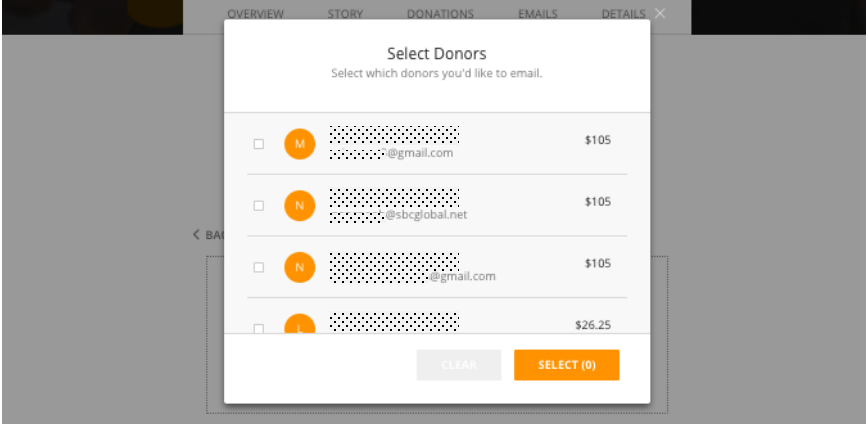 OVERVIEW STORY DONATIONS EMAILS DETAILS
Select Donors
Select which donors you'd like to email.
M $105
@gmail.com
N $105
@sbcglobal.net
BA
N $105
@gmail.com
L $26.25
CLEAR SELECT (0)